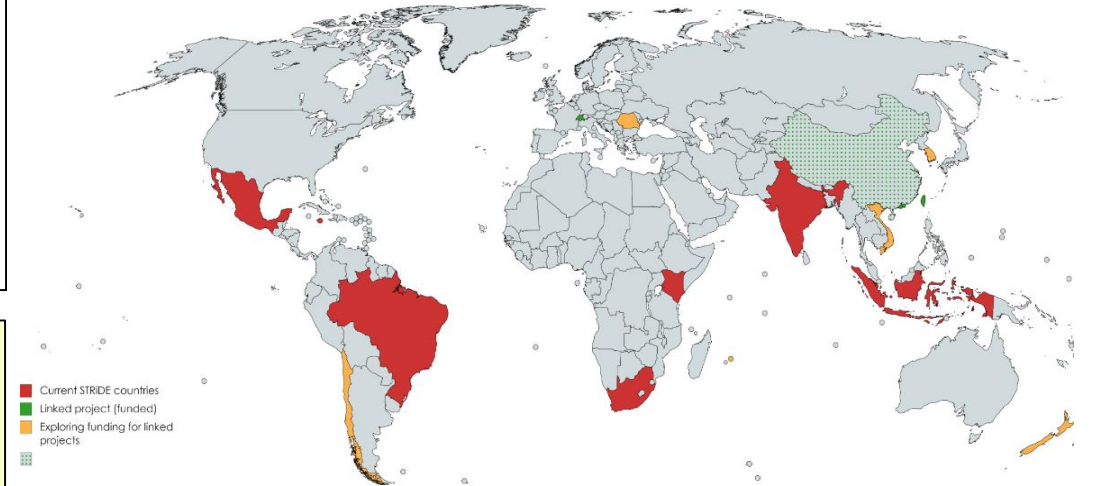 Current STRiDE countries
Linked project (funded)
Exploring funding for linked
projects